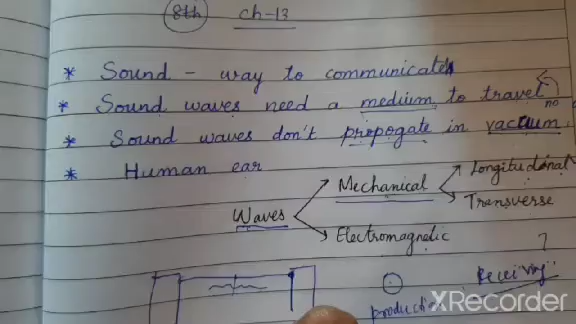 8th ch-13
* Sound - way to communicate
* Sound waves need a medium to travel
no
* Sound waves don't propogate in vacuum.
* Human ear
Waves
Mechanical
Longitudinal
Transverse
Electromagnetic
production
Receiving
XRecorder